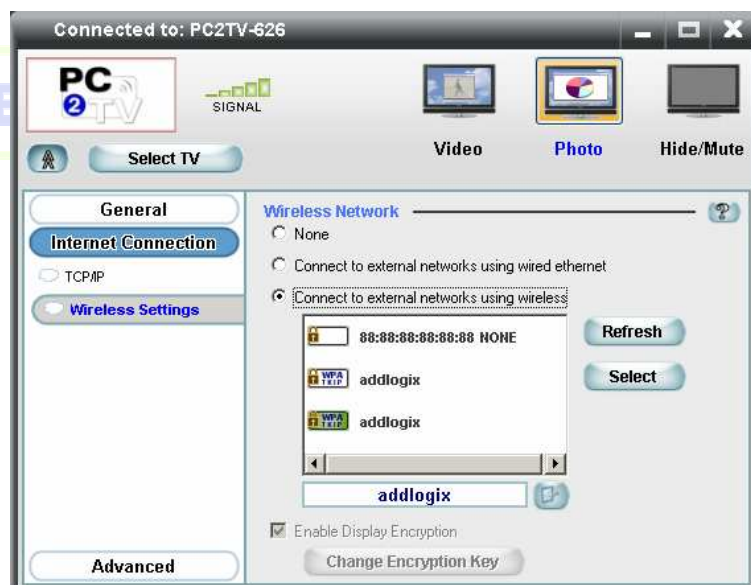 Connected to: PC2TV-626
PC
2 TV
SIGNAL
Select TV
Video
Photo
Hide/Mute
General
Internet Connection
TCP/IP
Wireless Settings
Advanced
Wireless Network
?
None
Connect to external networks using wired ethernet
Connect to external networks using wireless
88:88:88:88:88:88 NONE
WPA TKIP addlogix
WPA TKIP addlogix
Refresh
Select
addlogix
Enable Display Encryption
Change Encryption Key